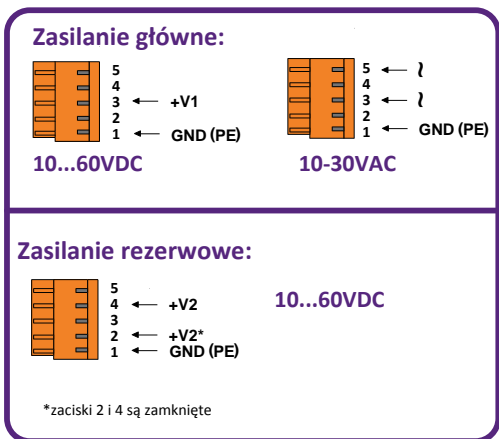 Zasilanie główne:
5
4
3 +V1
2
1 GND (PE)
10...60VDC
5 ~
4
3 ~
2
1 GND (PE)
10-30VAC
Zasilanie rezerwowe:
5
4 +V2
3
2 +V2*
1 GND (PE)
10...60VDC
*zaciski 2 i 4 są zamknięte